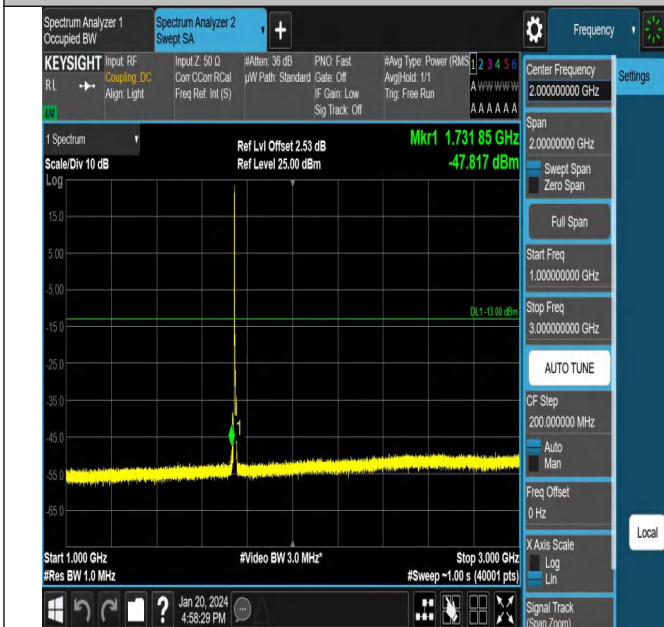 Spectrum Analyzer 1
Occupied BW
Spectrum Analyzer 2
Swept SA
+
Frequency
KEYSIGHT
RL
LXI
Input: RF
Coupling: DC
Align: Light
Input Z: 50 Ω
Corr CCorr RCal
Freq Ref: Int (S)
#Atten: 36 dB
µW Path: Standard
PNO: Fast
Gate: Off
IF Gain: Low
Sig Track: Off
#Avg Type: Power (RMS
Avg|Hold: 1/1
Trig: Free Run
1 2 3 4 5 6
A W W W W W
A A A A A A
Settings
1 Spectrum
Scale/Div 10 dB
Ref Lvl Offset 2.53 dB
Ref Level 25.00 dBm
Mkr1 1.731 85 GHz
-47.817 dBm
Log
15.0
5.00
-5.00
-15.0
-25.0
-35.0
-45.0
-55.0
-65.0
DL1 -13.00 dBm
1
Start 1.000 GHz
#Res BW 1.0 MHz
#Video BW 3.0 MHz*
Stop 3.000 GHz
#Sweep ~1.00 s (40001 pts)
Center Frequency
2.00000000 GHz
Span
2.00000000 GHz
Swept Span
Zero Span
Full Span
Start Freq
1.000000000 GHz
Stop Freq
3.000000000 GHz
AUTO TUNE
CF Step
200.000000 MHz
Auto
Man
Freq Offset
0 Hz
X Axis Scale
Log
Lin
Signal Track
(Span Zoom)
Local
?
Jan 20, 2024
4:58:29 PM